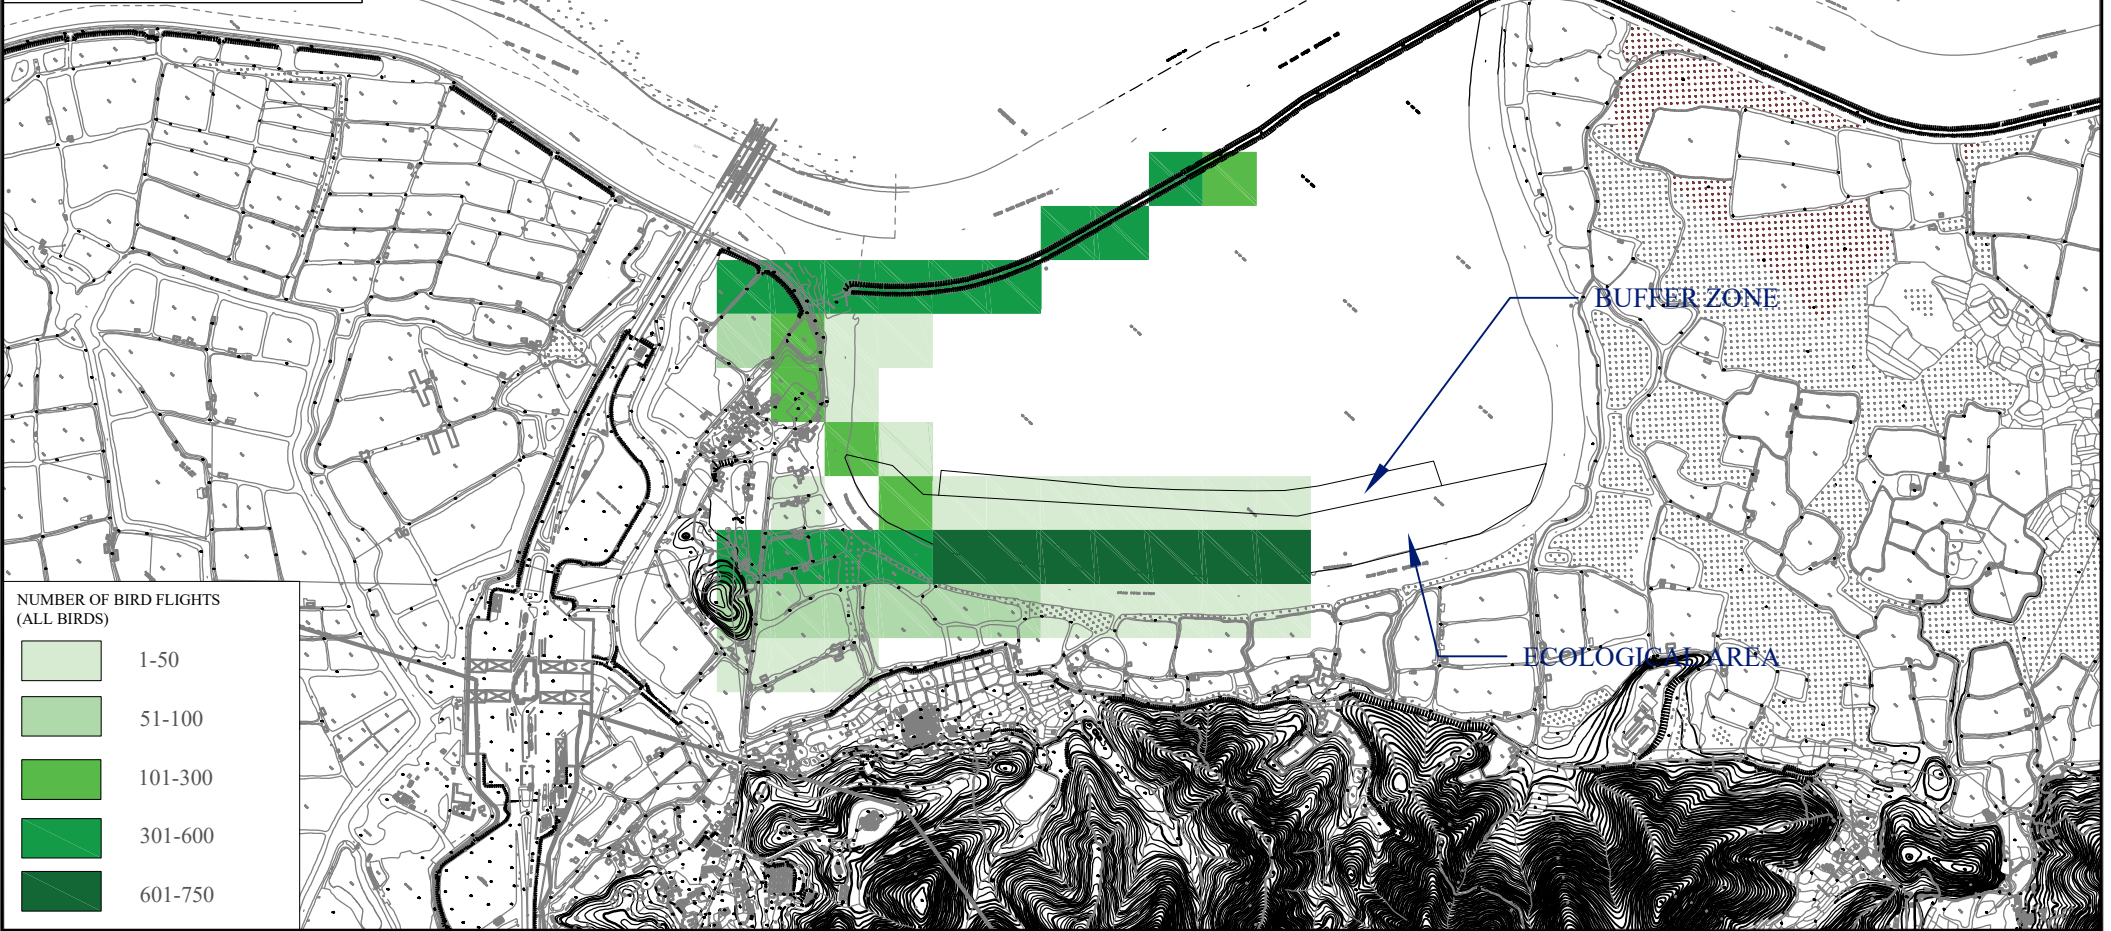 BUFFER ZONE
ECOLOGICAL AREA
NUMBER OF BIRD FLIGHTS
(ALL BIRDS)
1-50
51-100
101-300
301-600
601-750